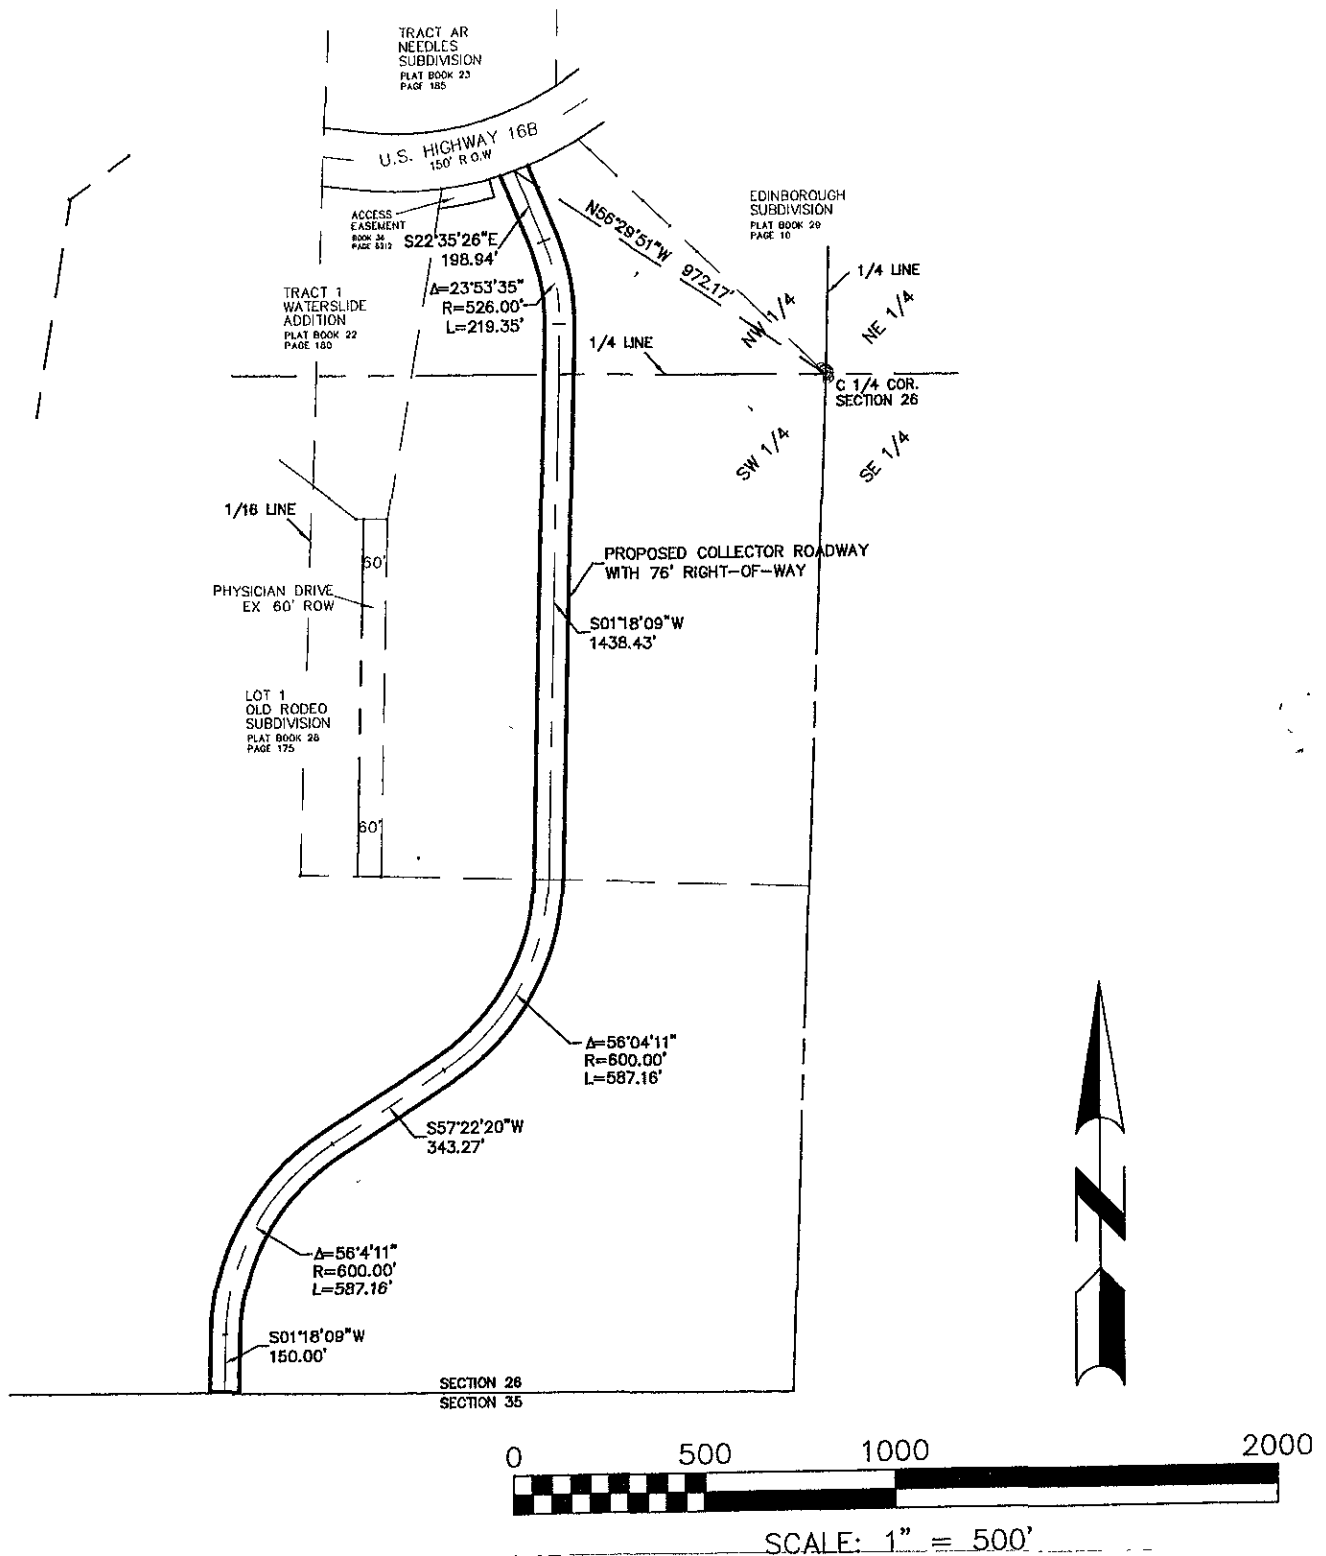 TRACT AR
NEEDLES
SUBDIVISION
PLAT BOOK 23
PAGE 185
U.S. HIGHWAY 16B
150' R.O.W
ACCESS
EASEMENT
BOOK 36
PAGE 6312
S22°35'26"E
198.94'
N56°29'51"W 972.17'
EDINBOROUGH
SUBDIVISION
PLAT BOOK 29
PAGE 10
1/4 LINE
NW 1/4
NE 1/4
TRACT 1
WATERSLIDE
ADDITION
PLAT BOOK 22
PAGE 180
Δ=23°53'35"
R=526.00'
L=219.35'
1/4 LINE
C 1/4 COR.
SECTION 26
SW 1/4
SE 1/4
1/16 LINE
60'
PHYSICIAN DRIVE
EX 60' ROW
PROPOSED COLLECTOR ROADWAY
WITH 76' RIGHT-OF-WAY
S01°18'09"W
1438.43'
LOT 1
OLD RODEO
SUBDIVISION
PLAT BOOK 28
PAGE 175
60'
Δ=56°04'11"
R=600.00'
L=587.16'
S57°22'20"W
343.27'
Δ=56°4'11"
R=600.00'
L=587.16'
S01°18'09"W
150.00'
SECTION 26
SECTION 35
N
0 500 1000 2000
SCALE: 1" = 500'